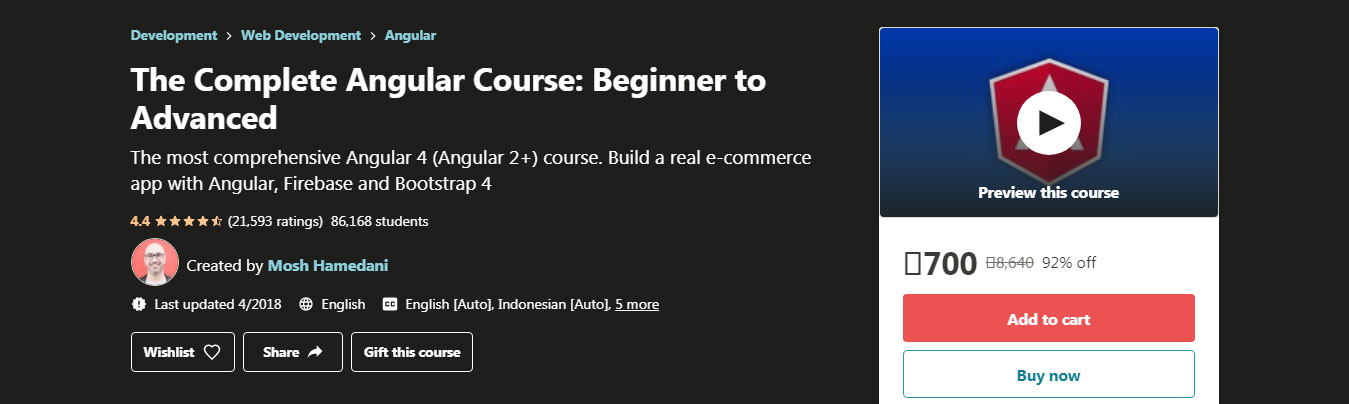 Development > Web Development > Angular
The Complete Angular Course: Beginner to
Advanced
The most comprehensive Angular 4 (Angular 2+) course. Build a real e-commerce
app with Angular, Firebase and Bootstrap 4
4.4 (21,593 ratings) 86,168 students
Created by Mosh Hamedani
Last updated 4/2018 English CC English [Auto], Indonesian [Auto], 5 more
Wishlist Share Gift this course
Preview this course
700 8,640 92% off
Add to cart
Buy now